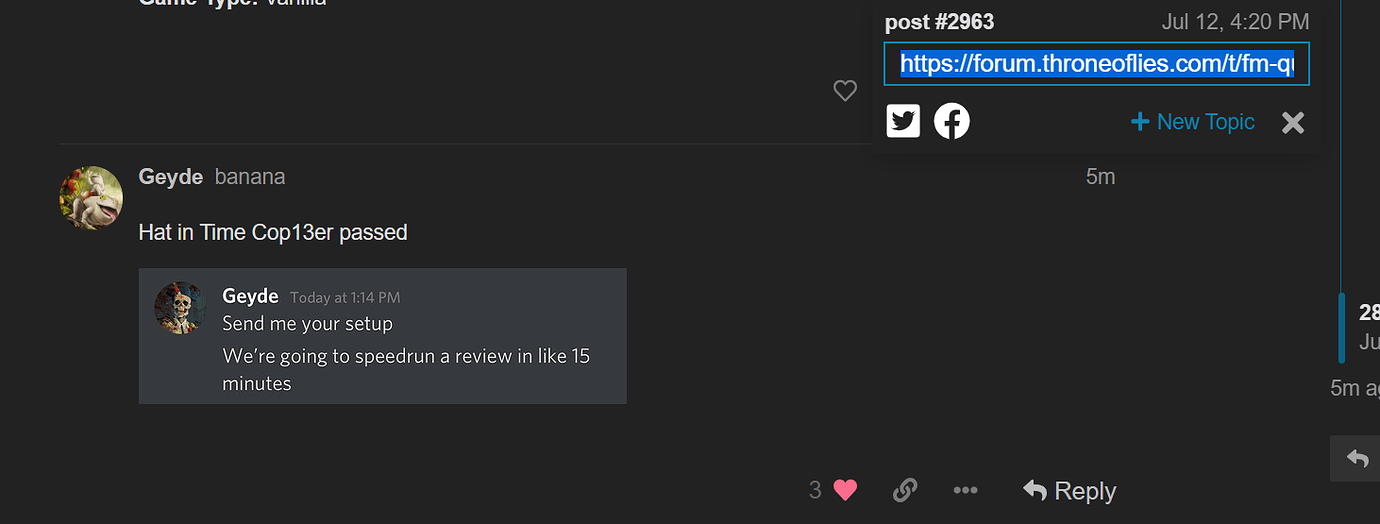 Game Type: Vanilla
post #2963 Jul 12, 4:20 PM
https://forum.throneoflies.com/t/fm-qu
New Topic
Geyde banana 5m
Hat in Time Cop13er passed
Geyde Today at 1:14 PM
Send me your setup
We're going to speedrun a review in like 15
minutes
28
Ju
5m ag
3 Reply